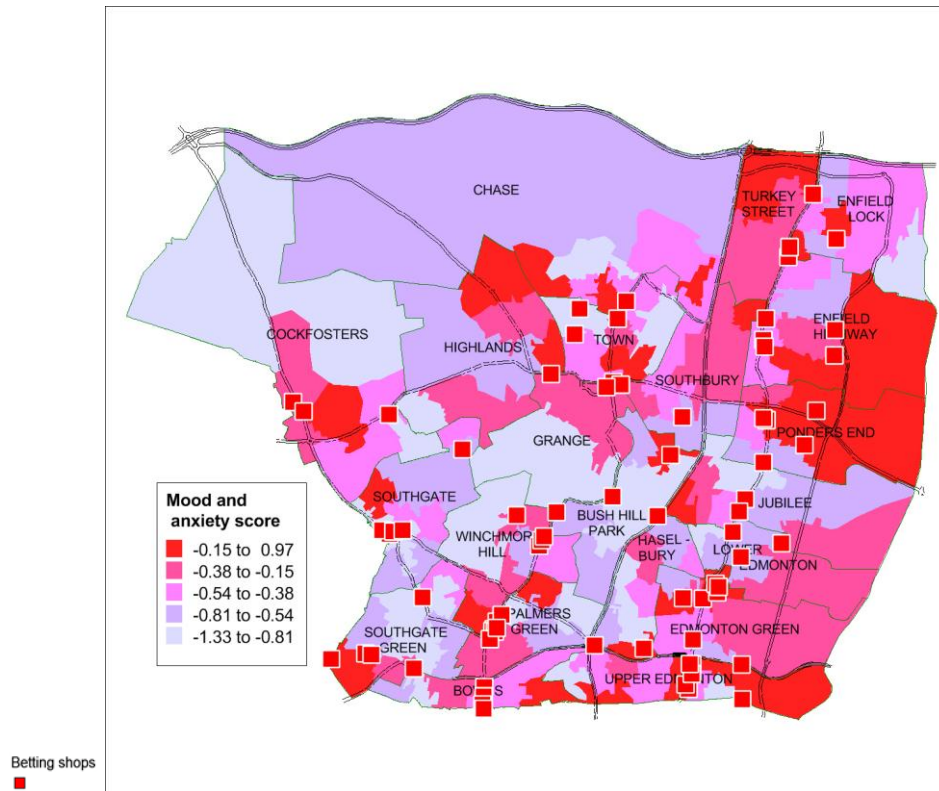 CHASE
TURKEY
STREET
ENFIELD
LOCK
COCKFOSTERS
HIGHLANDS
TOWN
ENFIELD
HIGHWAY
SOUTHBURY
GRANGE
PONDERS END
SOUTHGATE
JUBILEE
BUSH HILL
PARK
WINCHMOR
HILL
HASEL -
BURY
LOWER
EDMONTON
PALMERS
GREEN
SOUTHGATE
GREEN
EDMONTON GREEN
UPPER EDMONTON
BOWES
Mood and
anxiety score
-0.15 to 0.97
-0.38 to -0.15
-0.54 to -0.38
-0.81 to -0.54
-1.33 to -0.81
Betting shops